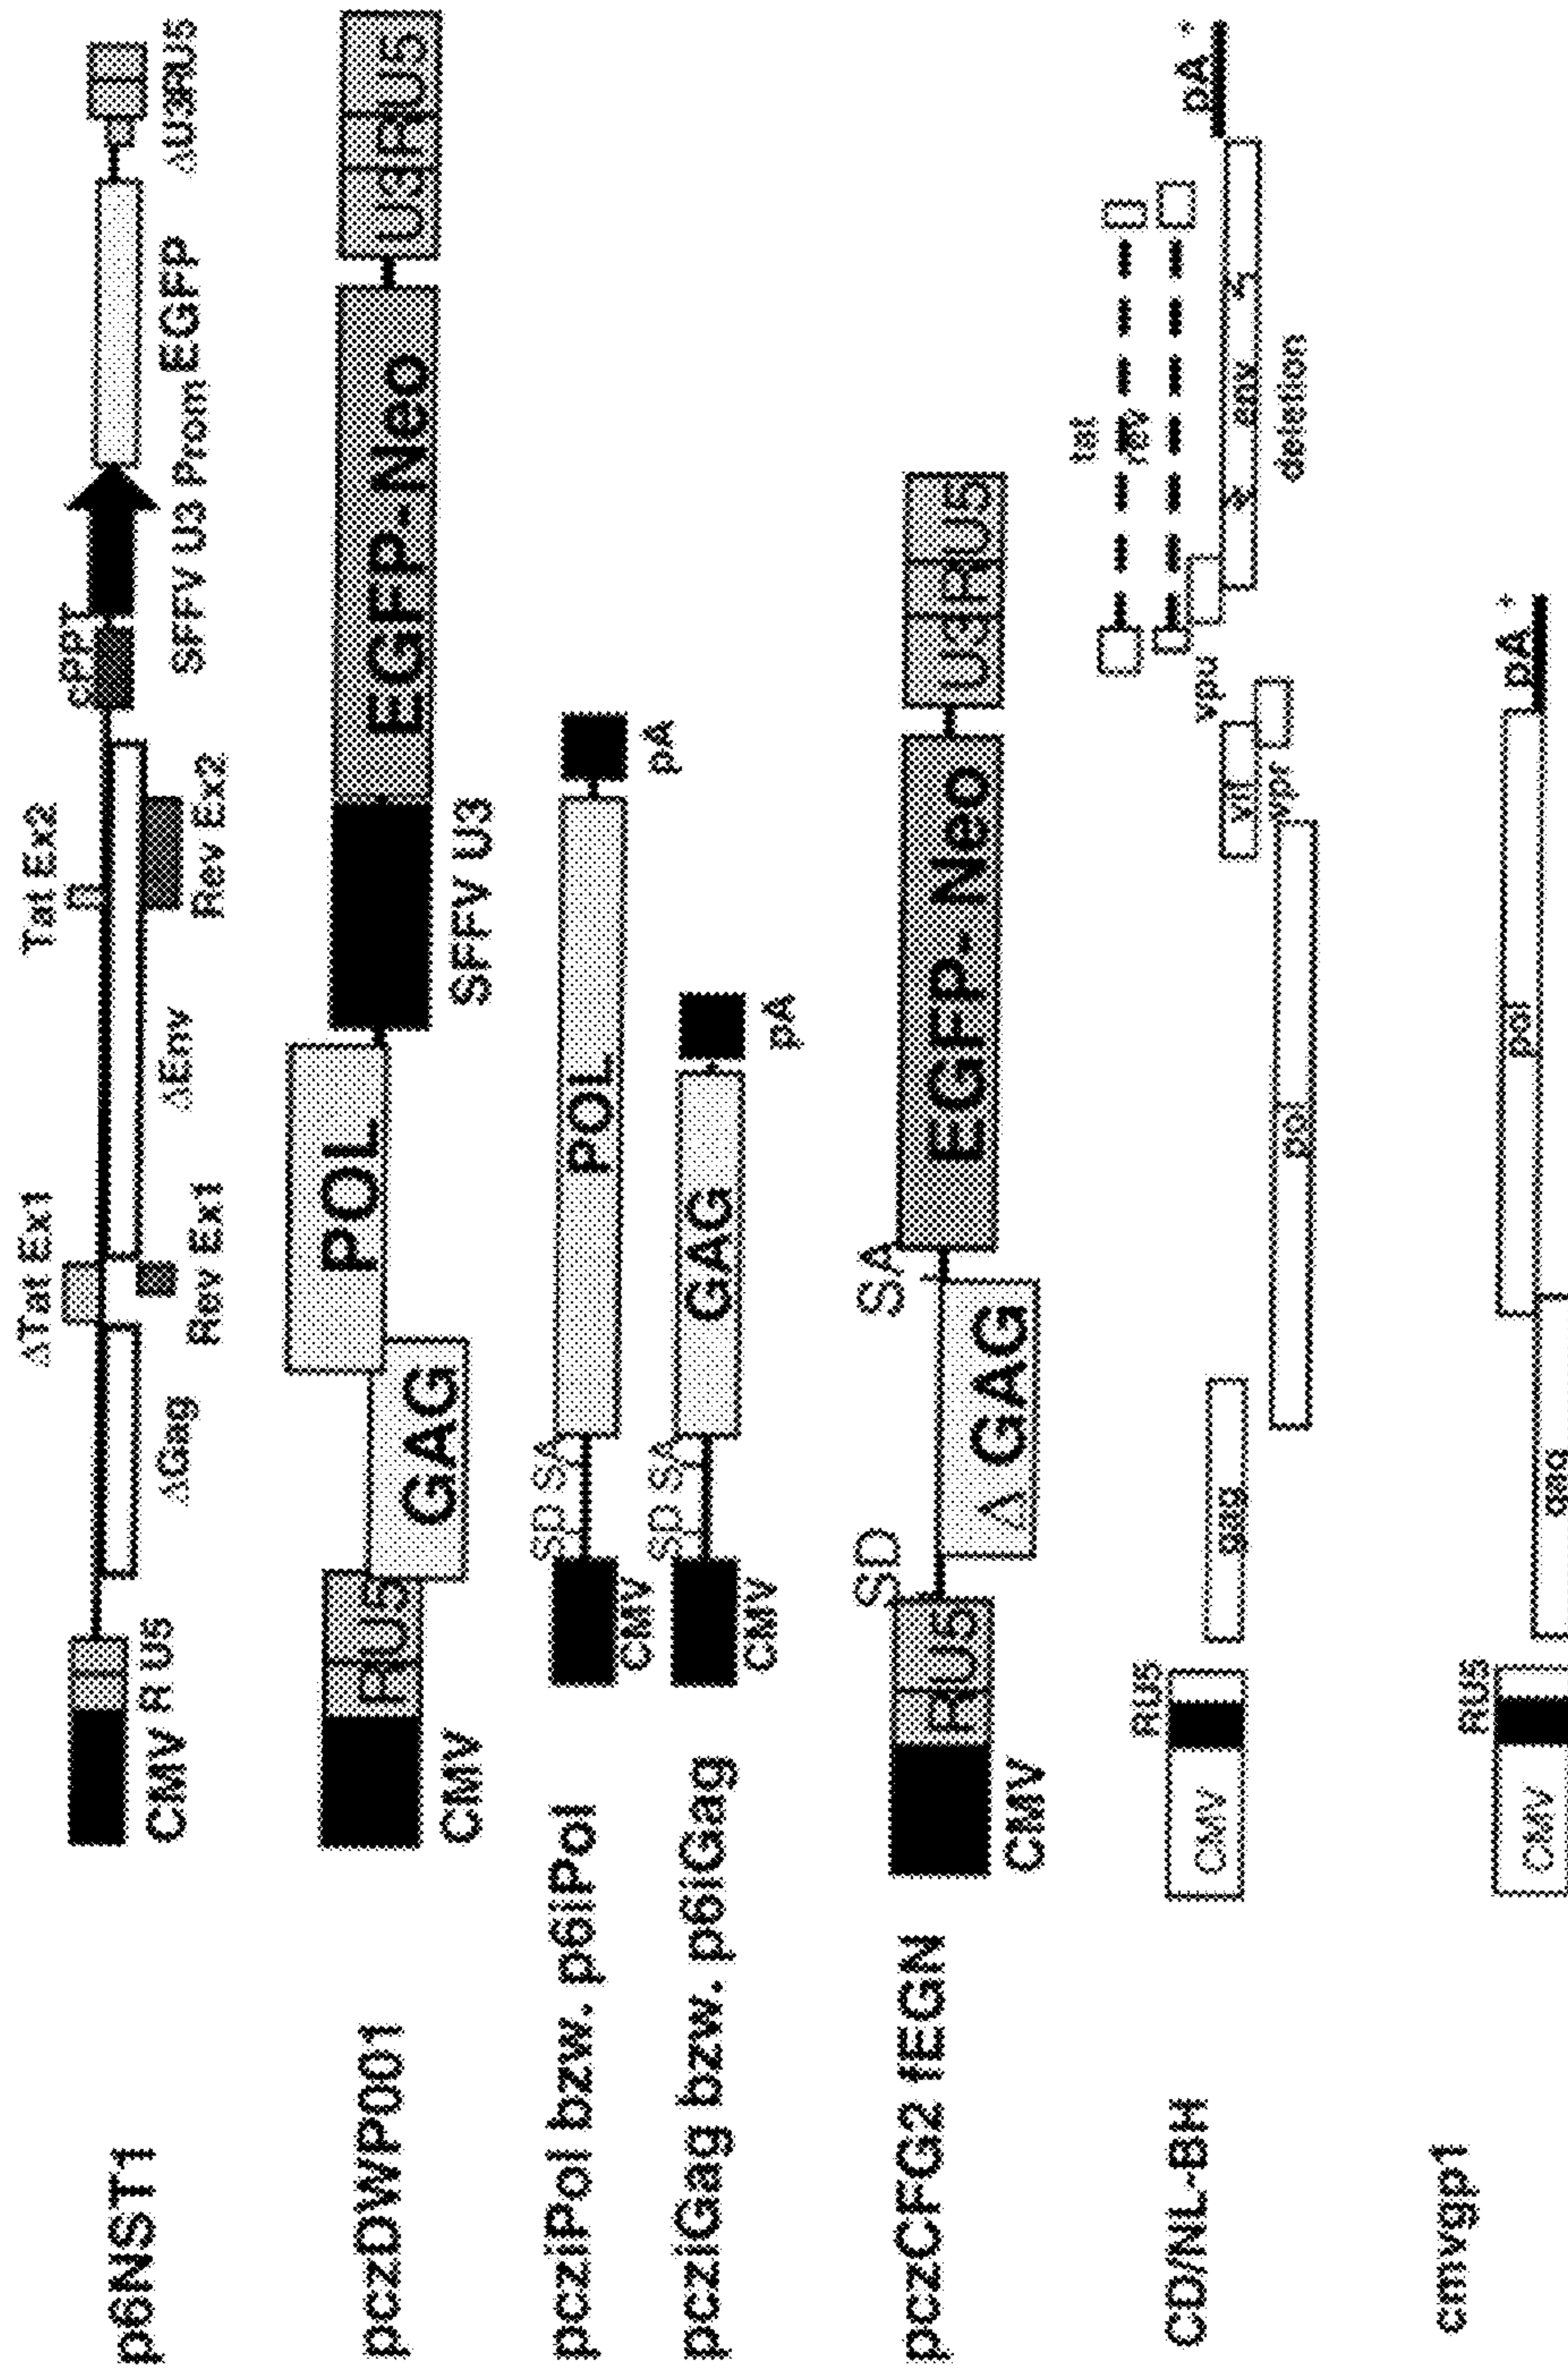 p6NST1
CMV R U5
ΔGag
ΔTat Ex1
Rev Ex1
ΔEnv
Tat Ex2
Rev Ex2
cPPT
SFFV U3 Prom
EGFP
ΔU3RU5
pczDWP001
CMV
RU5
GAG
POL
SFFV U3
EGFP-Neo
U3RU5
pcziPol bzw. p6iPol
CMV
SD SA
POL
pA
pcziGag bzw. p6iGag
CMV
SD SA
GAG
pA
pczCFG2 fEGN
CMV
RU5
SD
Δ GAG
SA
EGFP-Neo
U3RU5
CD/NL-BH
CMV
RU5
gag
pol
vif
vpr
vpu
tat
rev
* env
deletion
pA +
cmvgp1
CMV
RU5
gag
pol
pA +